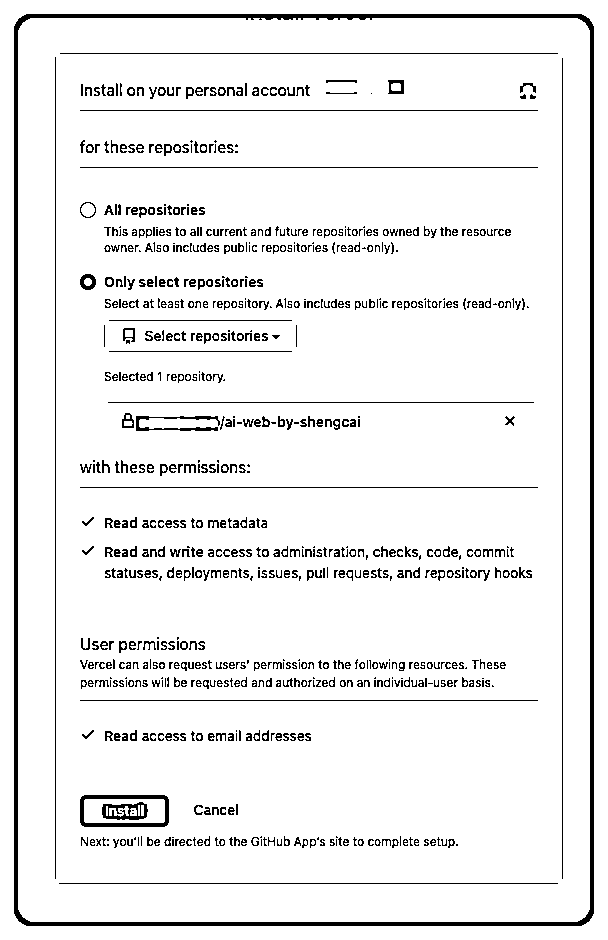 Install Vercel
Install on your personal account
for these repositories:
All repositories
This applies to all current and future repositories owned by the resource
owner. Also includes public repositories (read-only).
Only select repositories
Select at least one repository. Also includes public repositories (read-only).
Select repositories
Selected 1 repository.
/ai-web-by-shengcai
with these permissions:
Read access to metadata
Read and write access to administration, checks, code, commit
statuses, deployments, issues, pull requests, and repository hooks
User permissions
Vercel can also request users' permission to the following resources. These
permissions will be requested and authorized on an individual-user basis.
Read access to email addresses
Install Cancel
Next: you'll be directed to the GitHub App's site to complete setup.